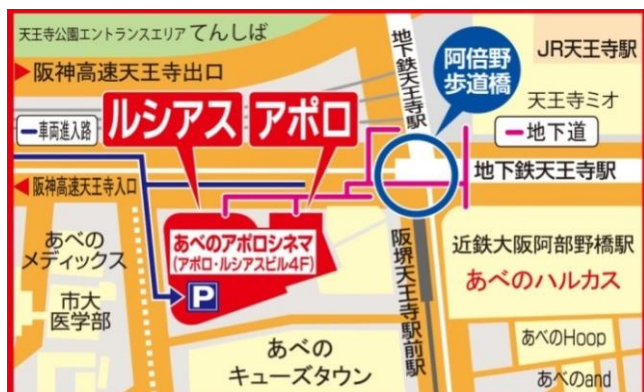 天王寺公園エントランスエリア てんしば
阪神高速天王寺出口
車両進入路
ルシアス
アポロ
地下鉄天王寺駅
阿倍野
歩道橋
JR天王寺駅
天王寺ミオ
地下道
地下鉄天王寺駅
阪神高速天王寺入口
あべの
メディックス
市大
医学部
あべのアポロシネマ
(アポロ・ルシアスビル4F)
P
阪堺天王寺駅前駅
近鉄大阪阿部野橋駅
あべのハルカス
あべの
キューズタウン
あべのHoop
あべのand